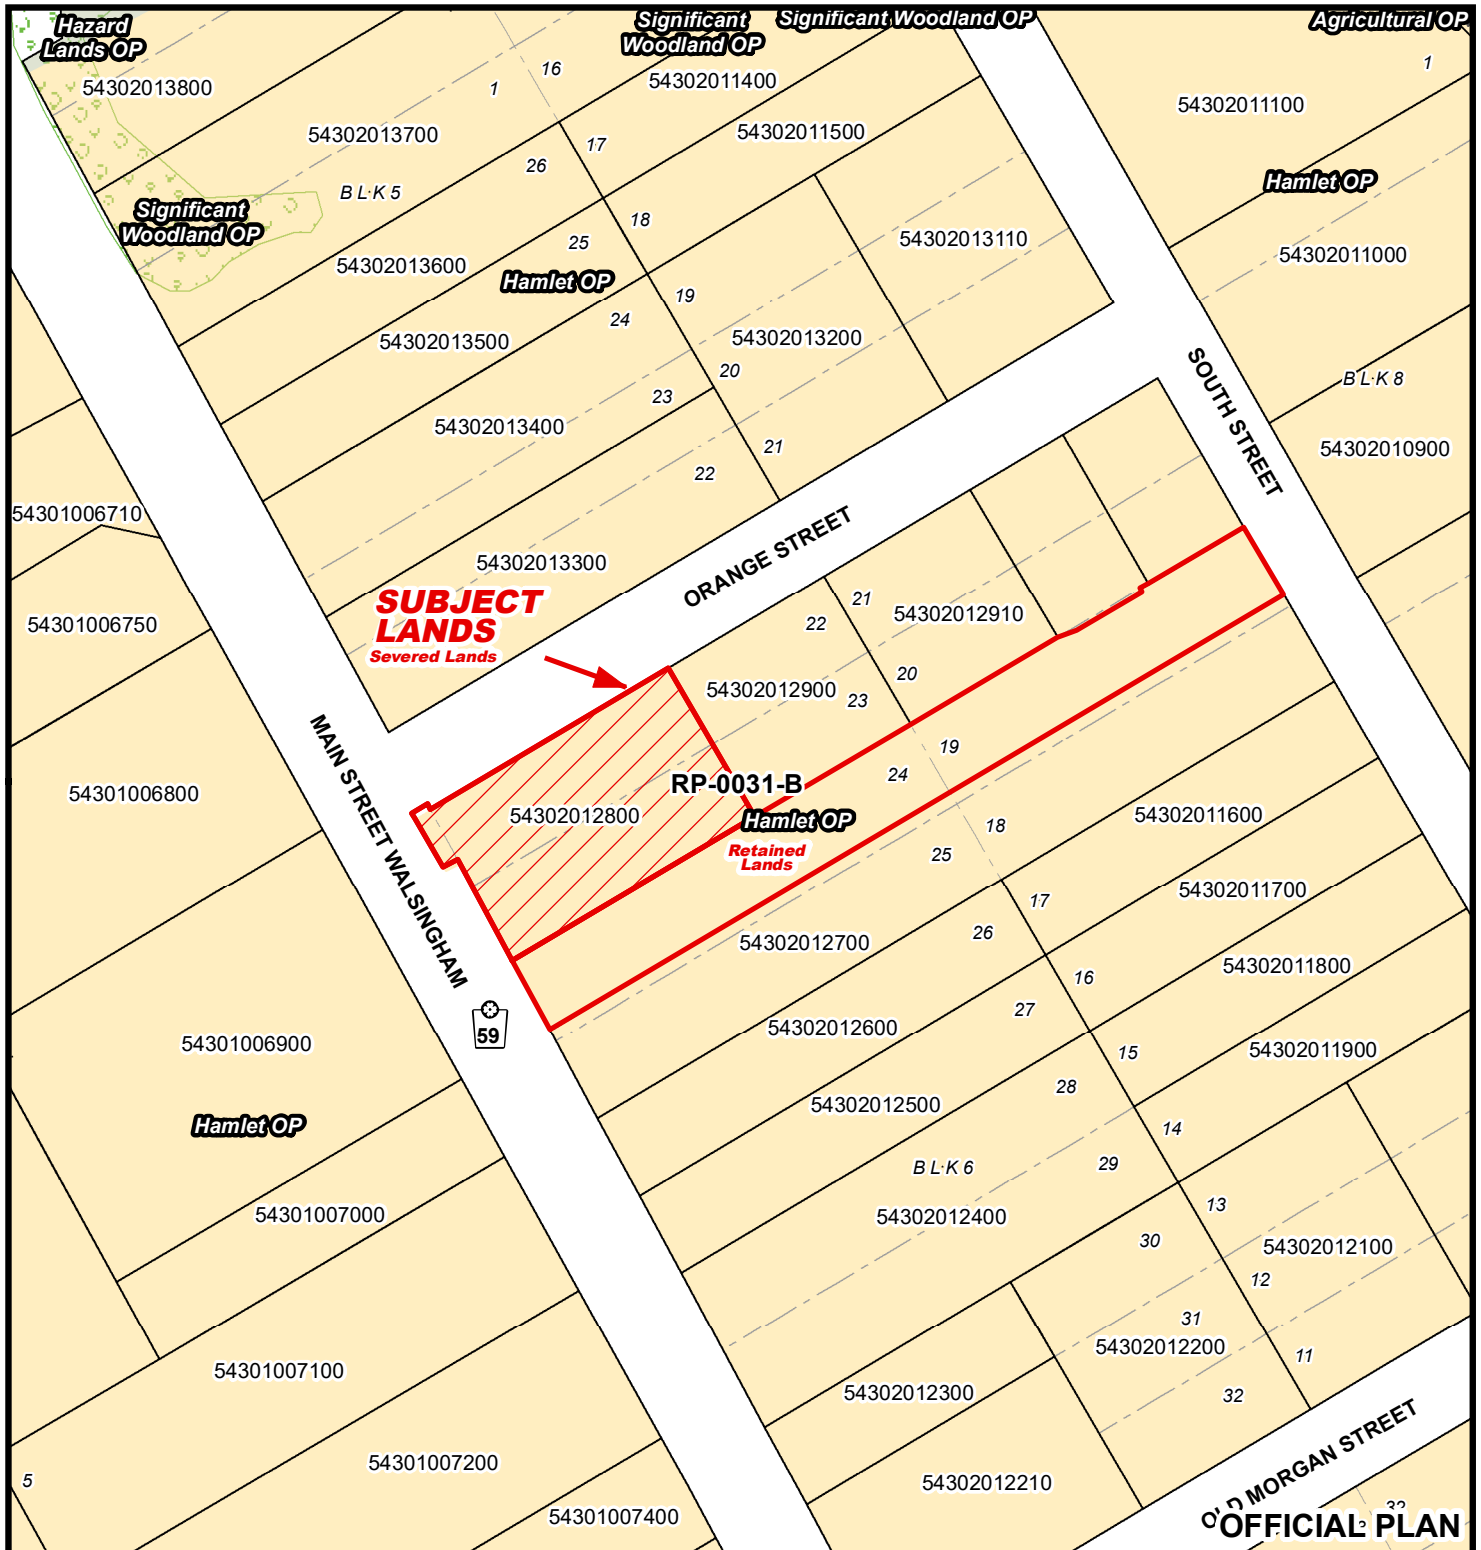 Hazard
Lands OP
Significant
Woodland OP
Significant Woodland OP
Agricultural OP
54302013800
1
16
54302011400
1
54302011100
54302013700
17
54302011500
26
BLK 5
Hamlet OP
Significant
Woodland OP
18
25
54302013110
54302011000
54302013600
Hamlet OP
19
24
54302013500
54302013200
20
SOUTH STREET
BLK 8
23
54302013400
21
54302010900
22
54301006710
ORANGE STREET
54302013300
SUBJECT
LANDS
Severed Lands
21
22
54302012910
54301006750
20
54302012900
23
19
24
RP-0031-B
54301006800
54302012800
Hamlet OP
18
54302011600
Retained
Lands
25
MAIN STREET WALSINGHAM
17
54302011700
26
54302012700
16
54302011800
27
59
54302012600
54301006900
15
54302011900
28
54302012500
Hamlet OP
14
BLK 6
29
13
54301007000
54302012400
30
54302012100
12
31
54302012200
11
54301007100
54302012300
32
OLD MORGAN STREET
54301007200
5
54302012210
54301007400
32
OFFICIAL PLAN